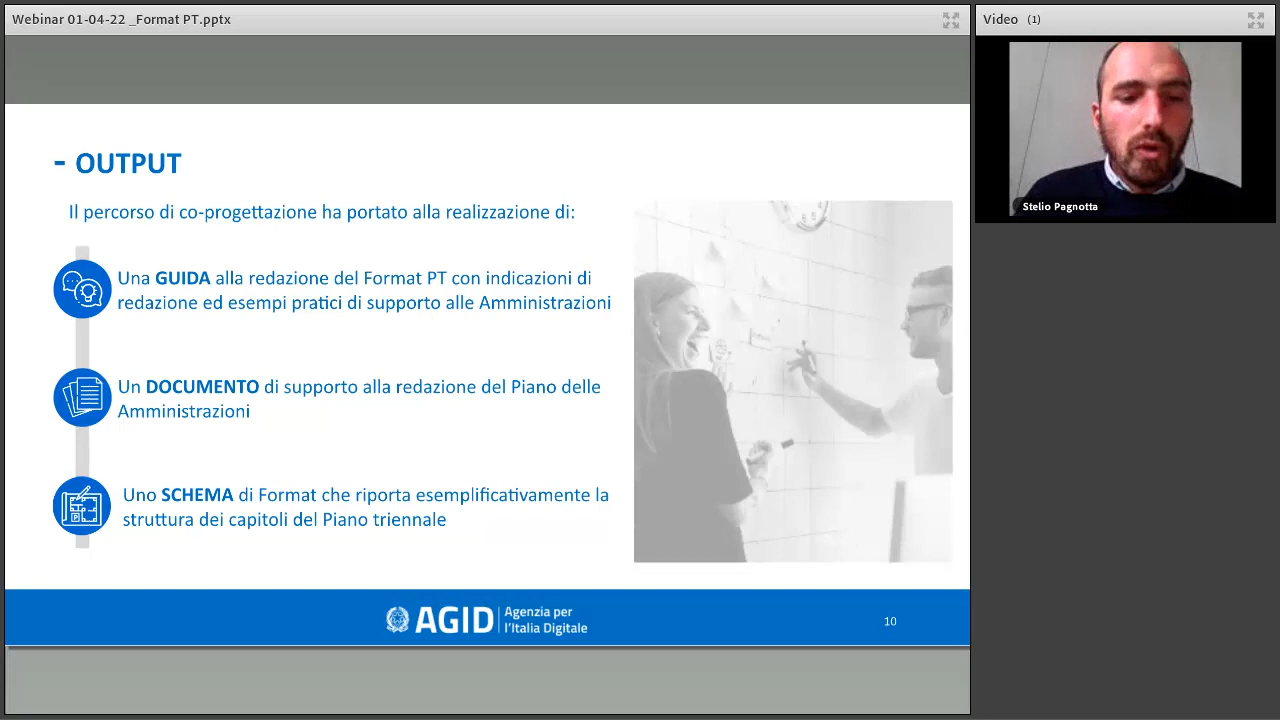 Webinar 01-04-22 _Format PT.pptx
Video (1)
Stelio Pagnotta
- OUTPUT
Il percorso di co-progettazione ha portato alla realizzazione di:
Una GUIDA alla redazione del Format PT con indicazioni di
redazione ed esempi pratici di supporto alle Amministrazioni
Un DOCUMENTO di supporto alla redazione del Piano delle
Amministrazioni
Uno SCHEMA di Format che riporta esemplificativamente la
struttura dei capitoli del Piano triennale
AGID Agenzia per
l'Italia Digitale
10